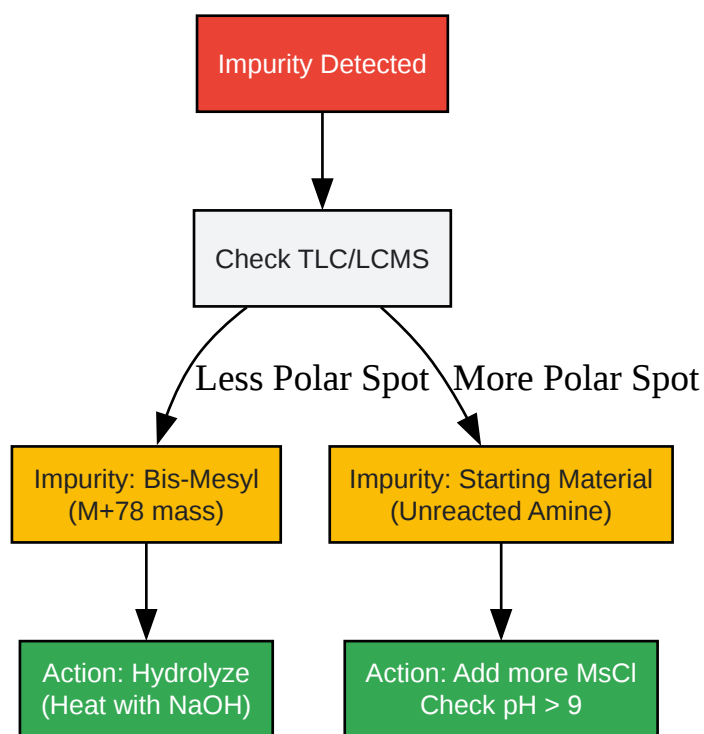 Impurity Detected
Check TLC/LCMS
Less Polar Spot
More Polar Spot
Impurity: Bis-Mesyl
(M+78 mass)
Impurity: Starting Material
(Unreacted Amine)
Action: Hydrolyze
(Heat with NaOH)
Action: Add more MsCl
Check pH > 9